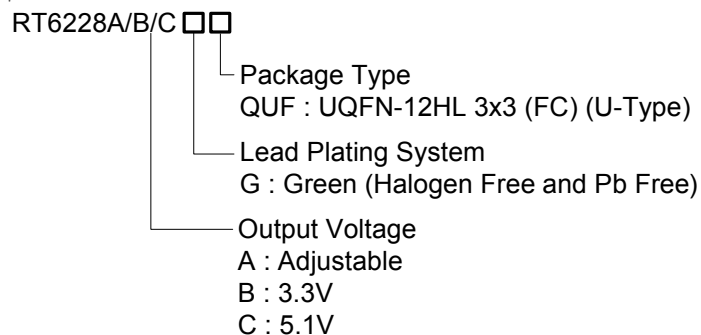 RT6228A/B/C □□
Package Type
QUF : UQFN-12HL 3x3 (FC) (U-Type)
Lead Plating System
G : Green (Halogen Free and Pb Free)
Output Voltage
A : Adjustable
B : 3.3V
C : 5.1V